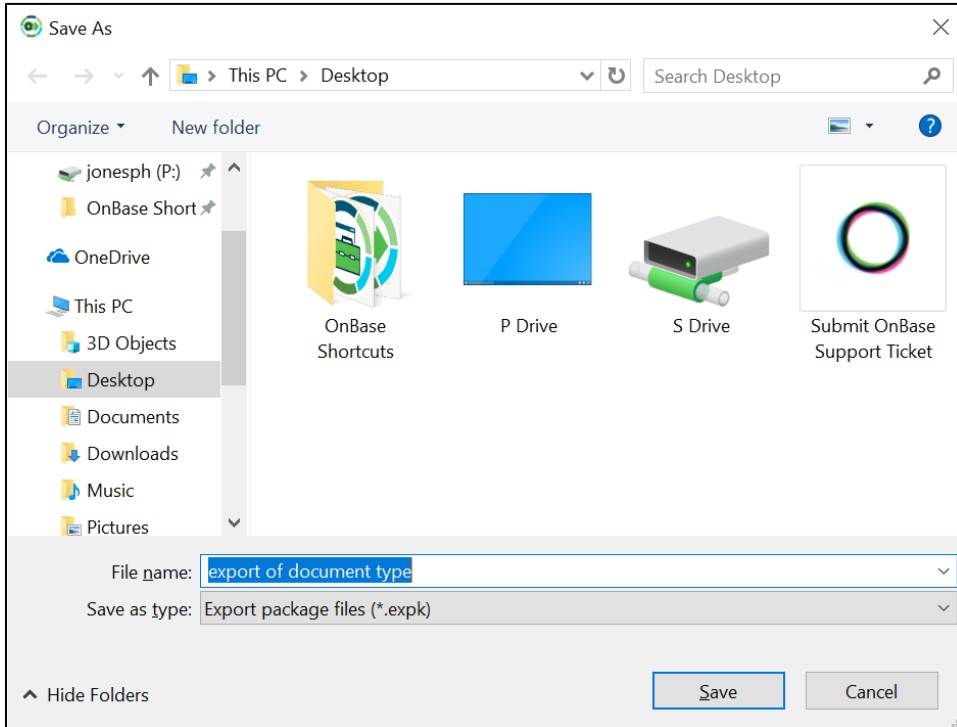 Save As
This PC > Desktop
Search Desktop
Organize
New folder
jonesph (P:)
OnBase Short
OneDrive
This PC
3D Objects
Desktop
Documents
Downloads
Music
Pictures
OnBase
Shortcuts
P Drive
S Drive
Submit OnBase
Support Ticket
File name: export of document type
Save as type: Export package files (*.expk)
Hide Folders
Save
Cancel